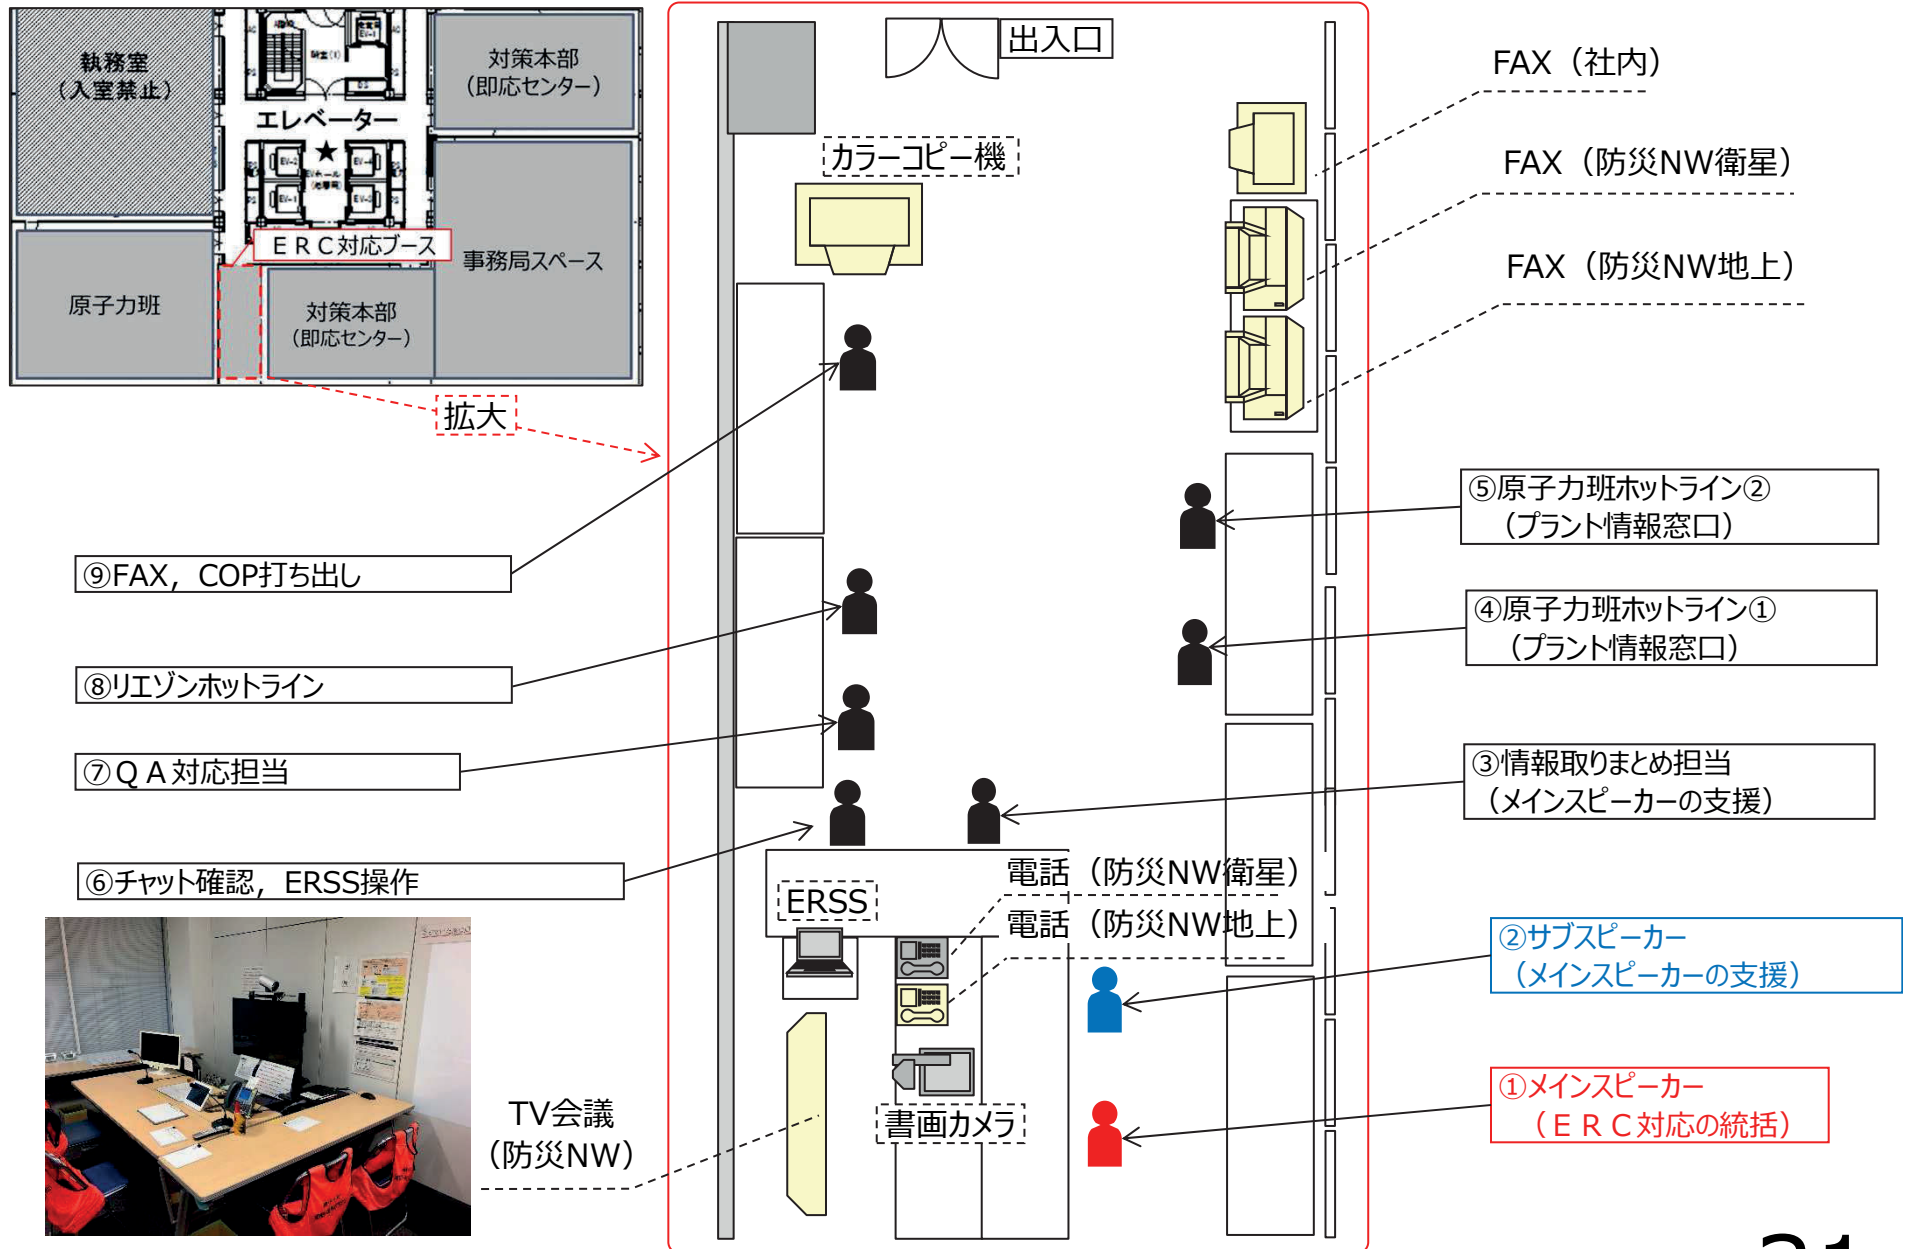 執務室
（入室禁止）
対策本部
（即応センター）
エレベーター
★
EV-2
EV-4
EV-1
EV-3
ＥＲＣ対応ブース
事務局スペース
原子力班
対策本部
（即応センター）
拡大
出入口
カラーコピー機
FAX（社内）
FAX（防災NW衛星）
FAX（防災NW地上）
⑤原子力班ホットライン②
（プラント情報窓口）
④原子力班ホットライン①
（プラント情報窓口）
③情報取りまとめ担当
（メインスピーカーの支援）
②サブスピーカー
（メインスピーカーの支援）
①メインスピーカー
（ＥＲＣ対応の統括）
⑨FAX，COP打ち出し
⑧リエゾンホットライン
⑦ＱＡ対応担当
⑥チャット確認，ERSS操作
ERSS
電話（防災NW衛星）
電話（防災NW地上）
書画カメラ
TV会議
（防災NW）